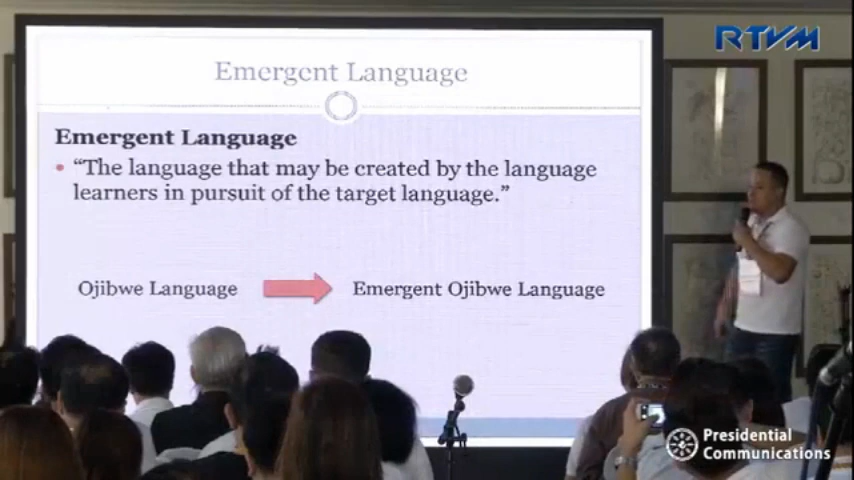 RTVM
Emergent Language
Emergent Language
• “The language that may be created by the language
learners in pursuit of the target language.”
Ojibwe Language
Emergent Ojibwe Language
Presidential
Communications